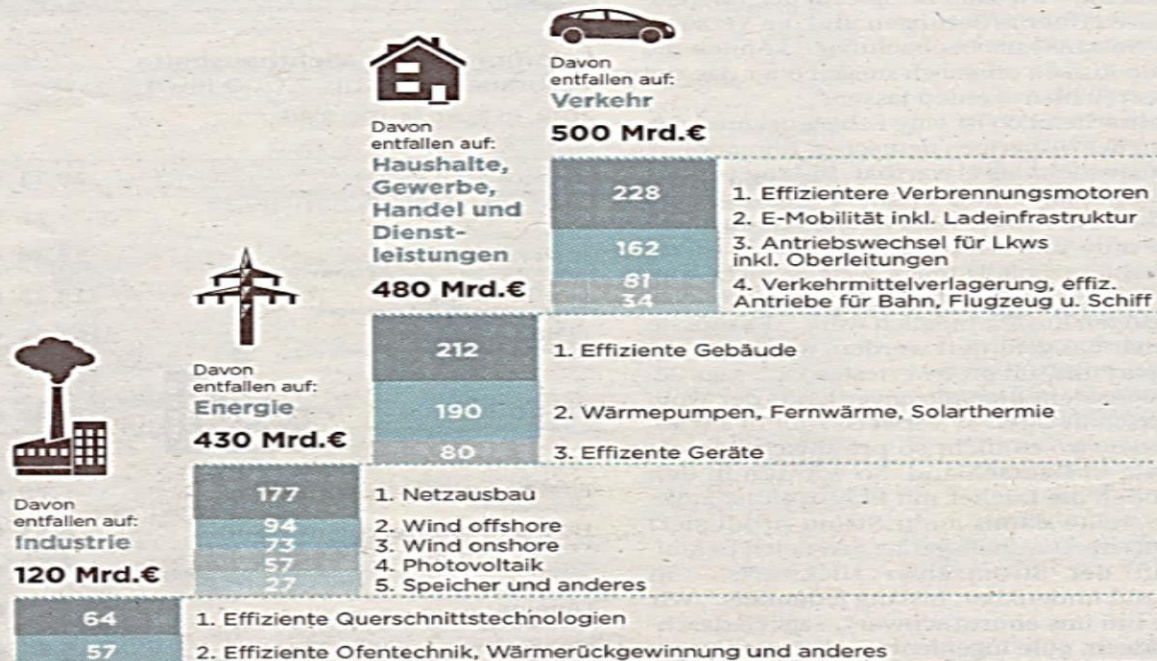 Davon
entfallen auf:
Verkehr
500 Mrd.€
228
162
81
34
1. Effizientere Verbrennungsmotoren
2. E-Mobilität inkl. Ladeinfrastruktur
3. Antriebswechsel für Lkws
inkl. Oberleitungen
4. Verkehrmittelverlagerung, effiz.
Antriebe für Bahn, Flugzeug u. Schiff
Davon
entfallen auf:
Haushalte,
Gewerbe,
Handel und
Dienst-
leistungen
480 Mrd.€
212
1. Effiziente Gebäude
190
2. Wärmepumpen, Fernwärme, Solarthermie
80
3. Effizente Geräte
Davon
entfallen auf:
Energie
430 Mrd.€
177
1. Netzausbau
94
2. Wind offshore
73
3. Wind onshore
57
4. Photovoltaik
27
5. Speicher und anderes
Davon
entfallen auf:
Industrie
120 Mrd.€
64
1. Effiziente Querschnittstechnologien
57
2. Effiziente Ofentechnik, Wärmerückgewinnung und anderes